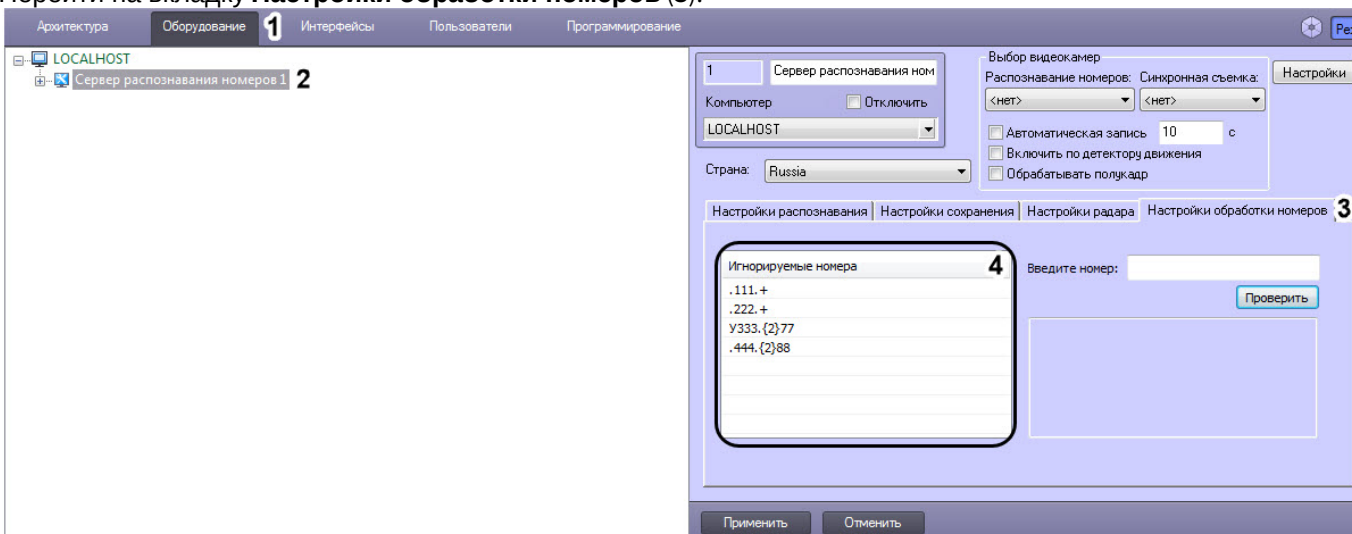 Перейти на вкладку Настройки обработки номеров (3).
Архитектура Оборудование 1 Интерфейсы Пользователи Программирование
LOCALHOST
Сервер распознавания номеров 1 2
1 Сервер распознавания ном
Компьютер Отключить
LOCALHOST
Страна: Russia
Выбор видеокамер
Распознавание номеров: Синхронная съемка: Настройки
<нет> <нет>
Автоматическая запись 10 с
Включить по детектору движения
Обрабатывать полукадр
Настройки распознавания Настройки сохранения Настройки радара Настройки обработки номеров 3
Игнорируемые номера 4
.111.+
.222.+
У333.{2}77
.444.{2}88
Введите номер:
Проверить
Применить Отменить